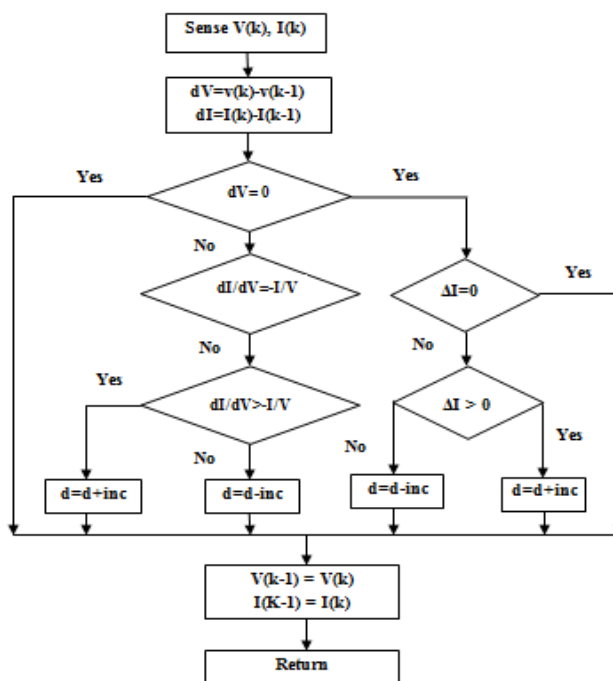 Sense V(k), I(k)
dV=v(k)-v(k-1)
dI=I(k)-I(k-1)
Yes
dV= 0
Yes
No
dI/dV=-I/V
ΔI=0
Yes
No
No
Yes
dI/dV>-I/V
ΔI > 0
No
No
Yes
d=d+inc
d=d-inc
d=d-inc
d=d+inc
V(k-1) = V(k)
I(K-1) = I(k)
Return